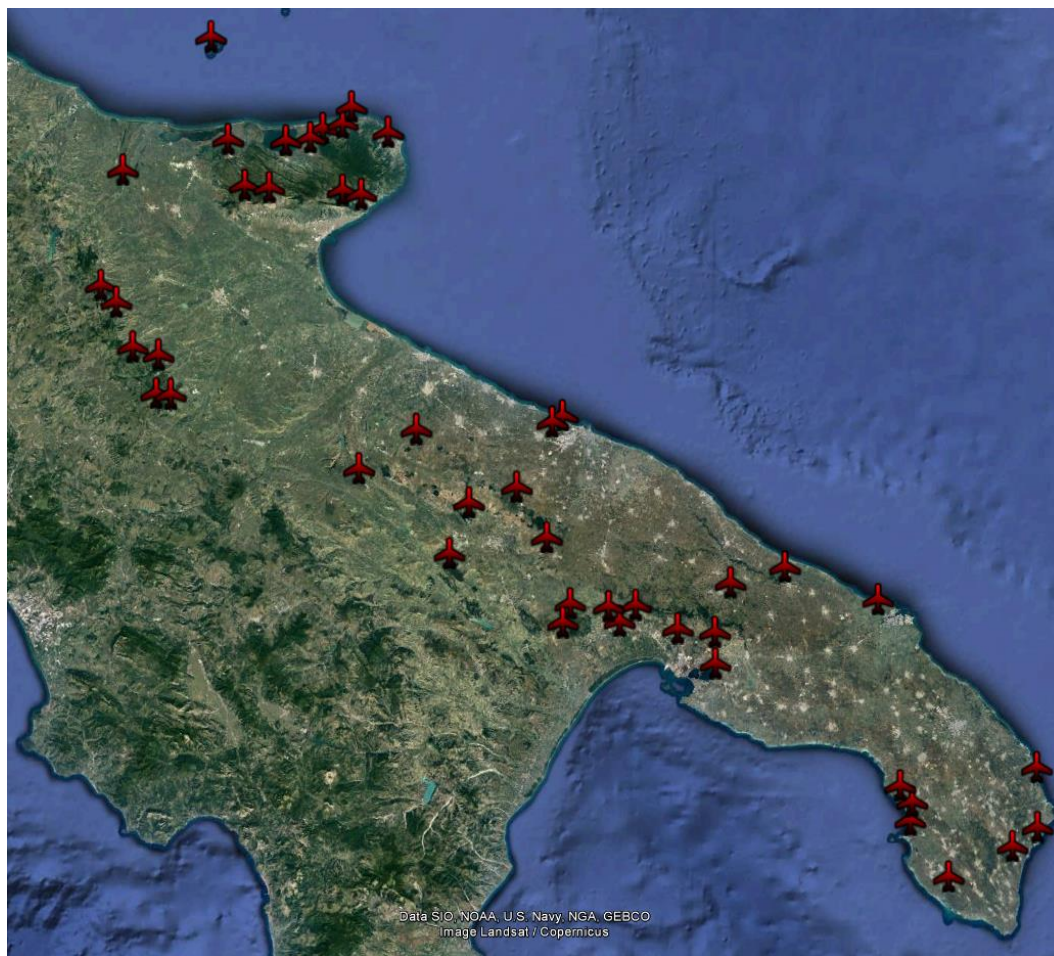 Data SIO, NOAA, U.S. Navy, NGA, GEBCO
Image Landsat / Copernicus